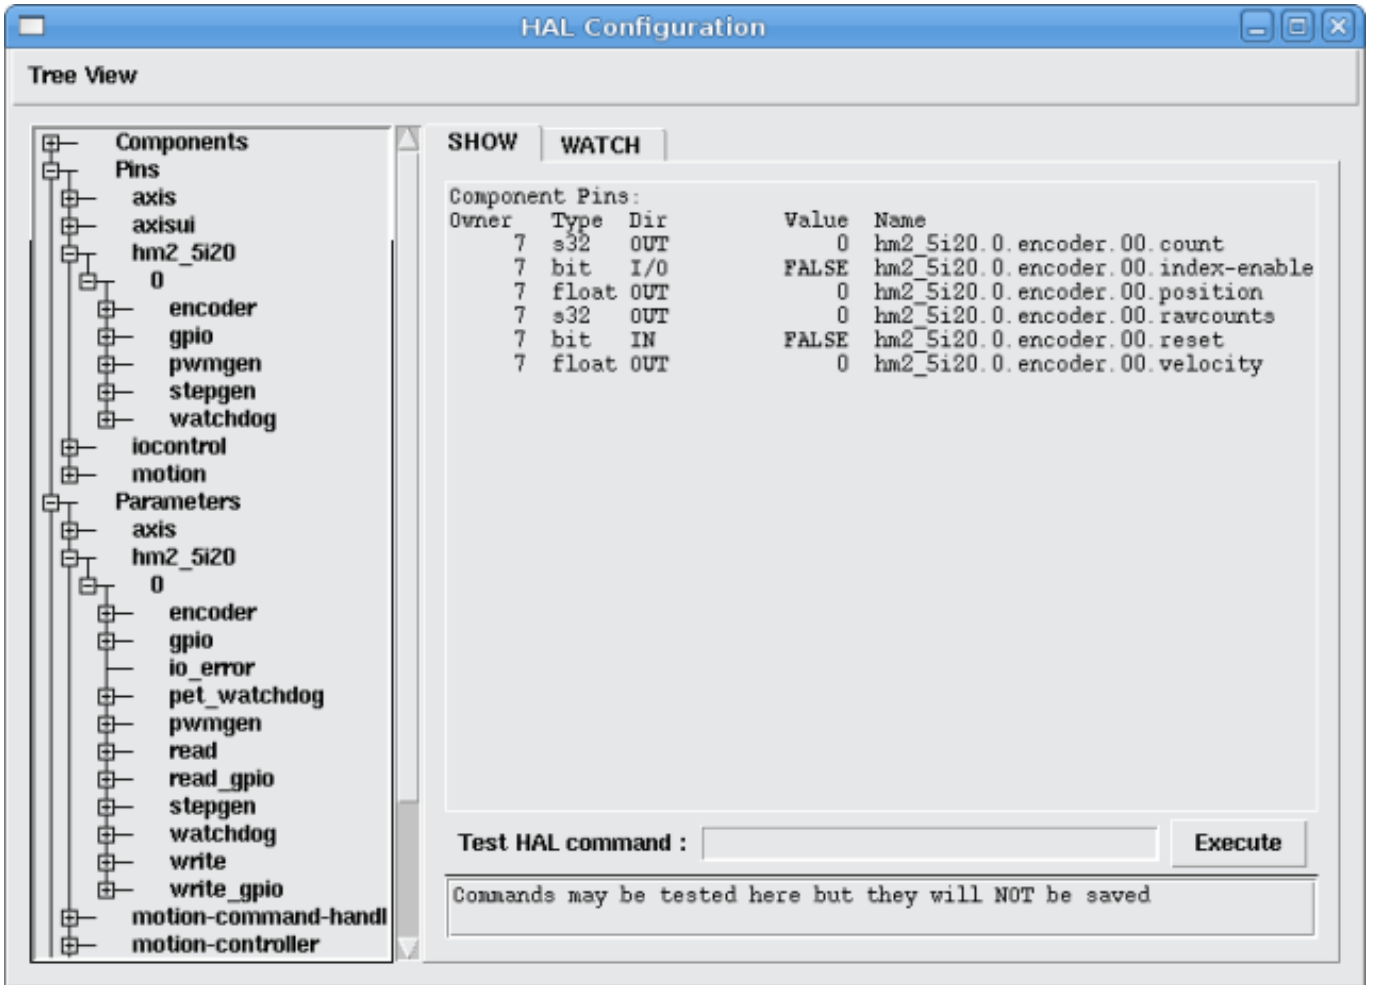 HAL Configuration
Tree View
Components
Pins
axis
axisui
hm2_5i20
0
encoder
gpio
pwmgen
stepgen
watchdog
iocontrol
motion
Parameters
axis
hm2_5i20
0
encoder
gpio
io_error
pet_watchdog
pwmgen
read
read_gpio
stepgen
watchdog
write
write_gpio
motion-command-handl
motion-controller
SHOW WATCH
Component Pins:
Owner Type Dir Value Name
7 s32 OUT 0 hm2_5i20.0.encoder.00.count
7 bit I/O FALSE hm2_5i20.0.encoder.00.index-enable
7 float OUT 0 hm2_5i20.0.encoder.00.position
7 s32 OUT 0 hm2_5i20.0.encoder.00.rawcounts
7 bit IN FALSE hm2_5i20.0.encoder.00.reset
7 float OUT 0 hm2_5i20.0.encoder.00.velocity
Test HAL command : Execute
Commands may be tested here but they will NOT be saved